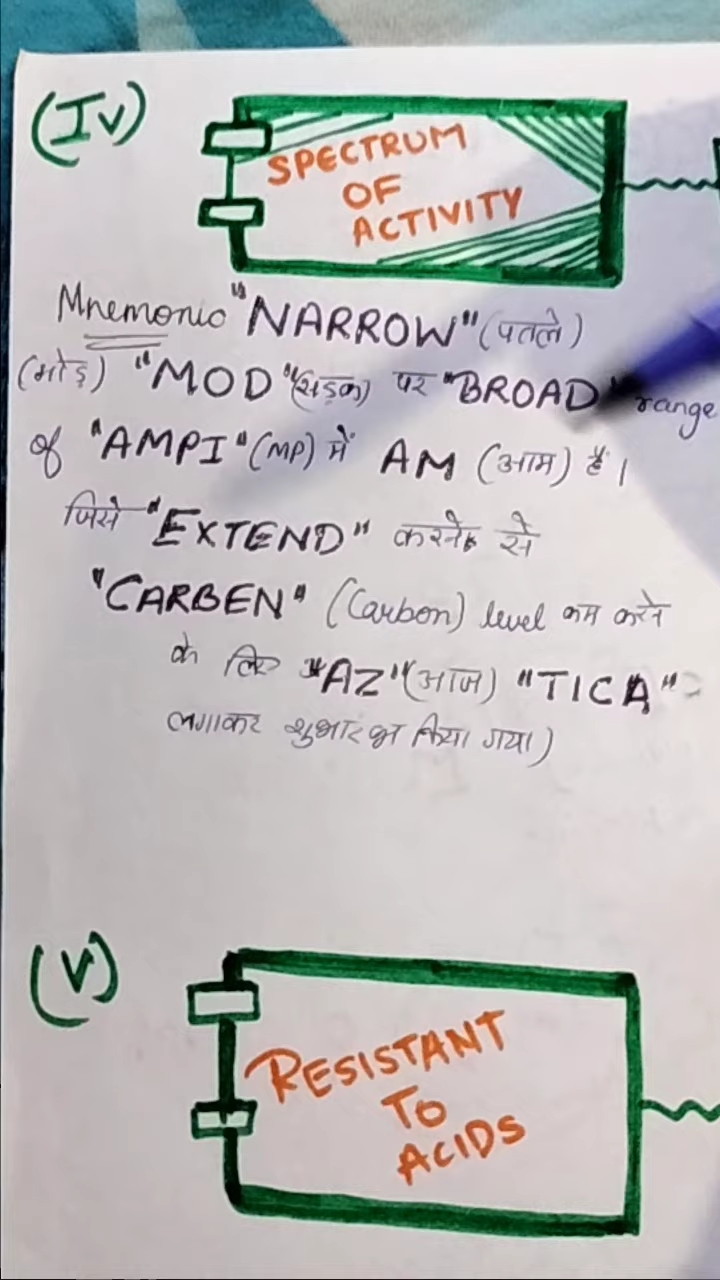 (Iv)
SPECTRUM
OF
ACTIVITY
Mnemonic "NARROW" (पतले)
(मोड़) "MOD" (सड़क) पर "BROAD" range
of "AMPI" (MP) में AM (आम) है।
जिसे "EXTEND" करने से
"CARBEN" (Carbon) level कम करने
के लिए "AZ" (आज) "TICA"
लगाकर शुभारंभ किया गया)
(V)
RESISTANT
TO
ACIDS